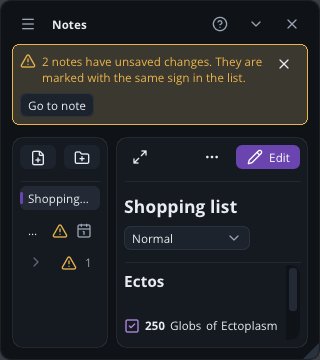 Notes
2 notes have unsaved changes. They are
marked with the same sign in the list.
Go to note
Edit
Shopping...
...
1
Shopping list
Normal
Ectos
250 Globs of Ectoplasm